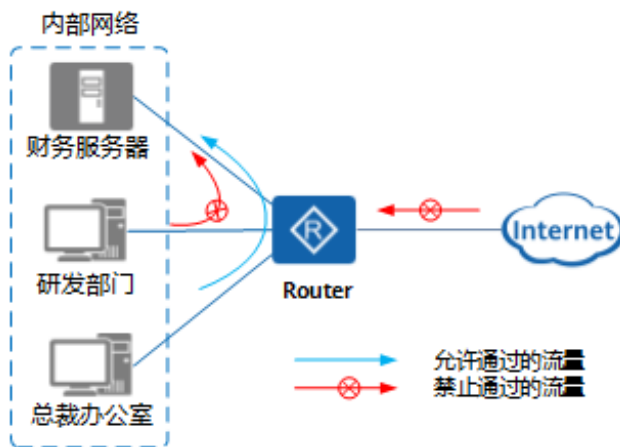 内部网络
财务服务器
研发部门
总裁办公室
R
Router
Internet
允许通过的流量
禁止通过的流量